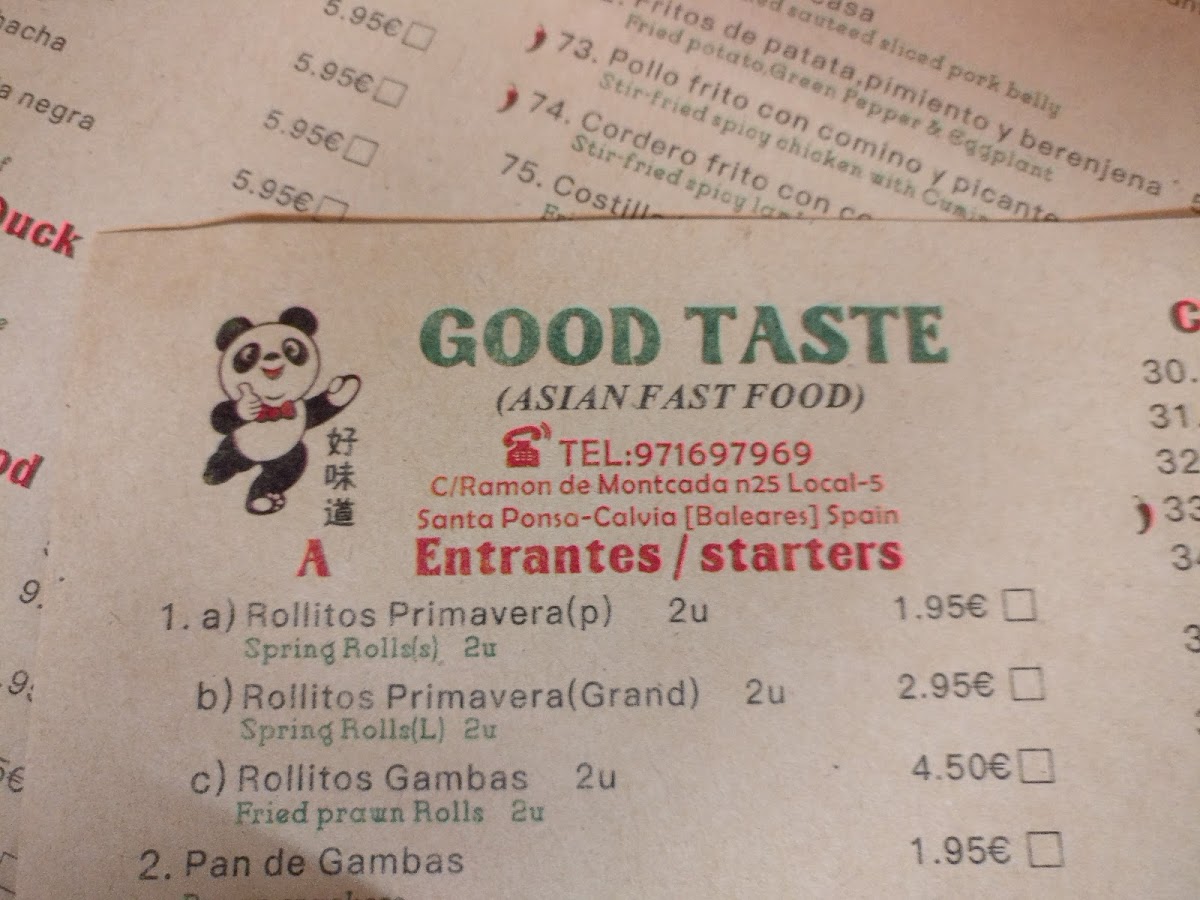 bacha
5.95€
a negra
5.95€
5.95€
5.95€
Duck
sauteed sliced pork belly
Fritos de patata,pimiento y berenjena
Fried potato,Green Pepper & Eggplant
73. Pollo frito con comino y picante
Stir-fried spicy chicken with
74. Cordero frito con
Stir-fried spicy
75.
GOOD TASTE
(ASIAN FAST FOOD)
好味道
TEL:971697969
C/Ramon de Montcada n25 Local-5
Santa Ponsa-Calvia [Baleares] Spain
A Entrantes / starters
1. a) Rollitos Primavera(p) 2u 1.95€
Spring Rolls(s) 2u
b) Rollitos Primavera(Grand) 2u 2.95€
Spring Rolls(L) 2u
c) Rollitos Gambas 2u 4.50€
Fried prawn Rolls 2u
2. Pan de Gambas 1.95€
30.
31.
32
33